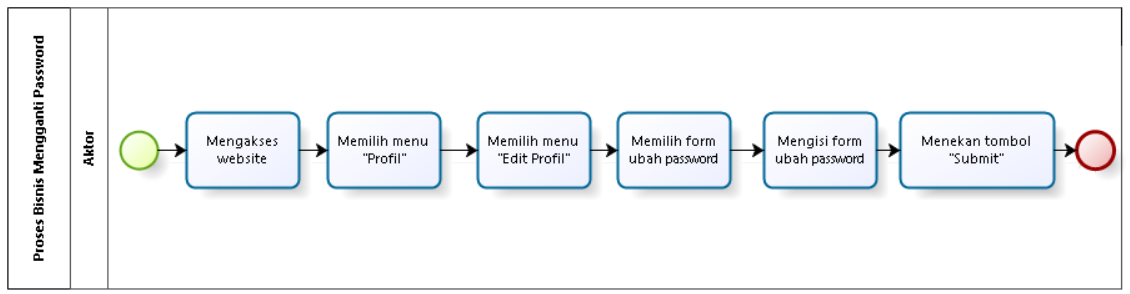 Proses Bisnis Mengganti Password
Aktor
Mengakses
website
Memilih menu
"Profil"
Memilih menu
"Edit Profil"
Memilih form
ubah password
Mengisi form
ubah password
Menekan tombol
"Submit"